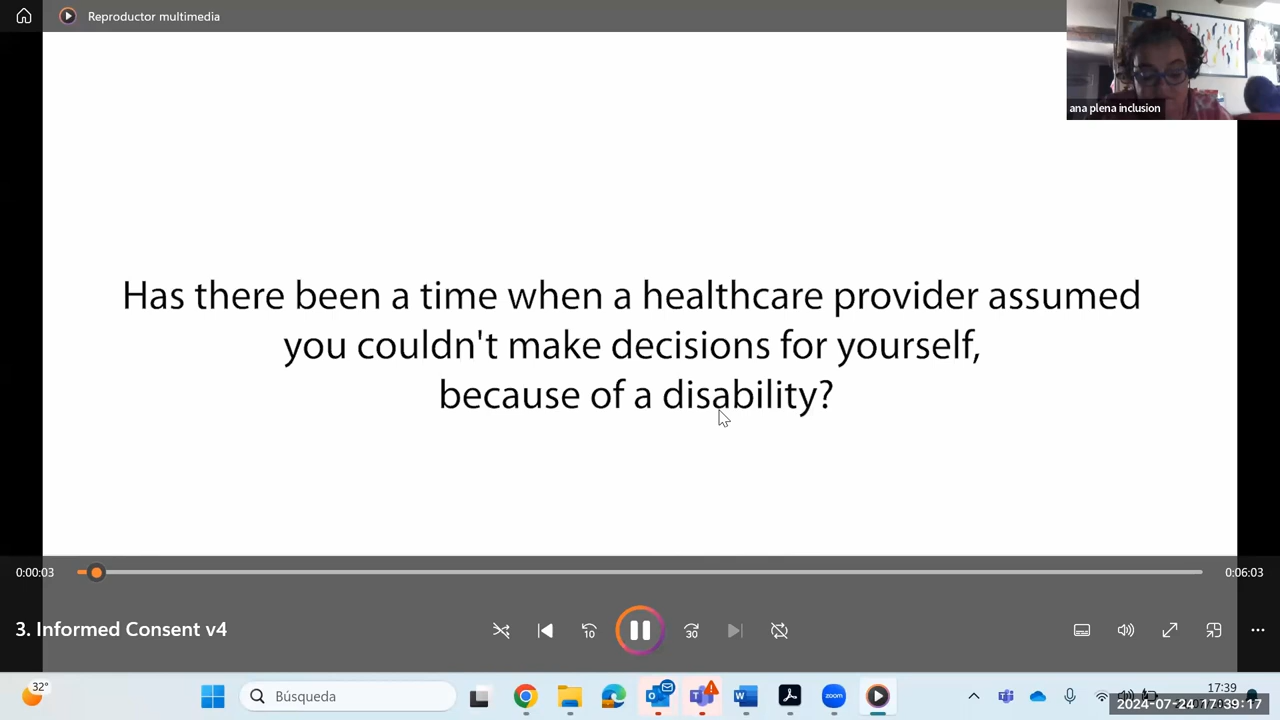 Reproductor multimedia
ana plena inclusion
Has there been a time when a healthcare provider assumed
you couldn't make decisions for yourself,
because of a disability?
0:00:03
0:06:03
3. Informed Consent v4
10
30
32°
Búsqueda
zoom
17:39
2024-07-24 17:39:17